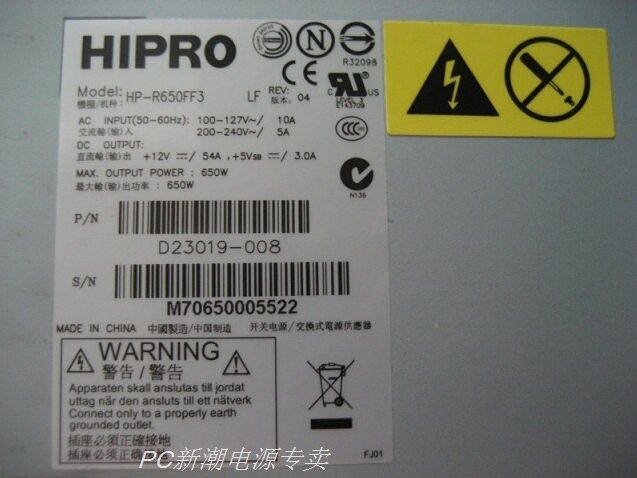 HIPRO
N
R32098
Model: HP-R650FF3 LF REV: 04
機種/机种: 版本:
C US
LEVEL 3
E143709
AC INPUT(50-60Hz): 100-127V~/ 10A
交流輸(输)入 200-240V~/ 5A
DC OUTPUT:
直流輸(输)出 +12V ⎓/ 54A ,+5VSB ⎓/ 3.0A
MAX. OUTPUT POWER : 650W
最大輸(输)出功率 : 650W
N136
P/N
D23019-008
S/N
M70650005522
MADE IN CHINA 中國製造/中国制造 开关电源/交換式電源供應器
WARNING
警告/警告
Apparaten skall anslutas till jordat
uttag när den ansluts till ett nätverk
Connect only to a properly earth
grounded outlet.
插座必須正確接地
插座必须正确接地
FJ01
PC新潮电源专卖